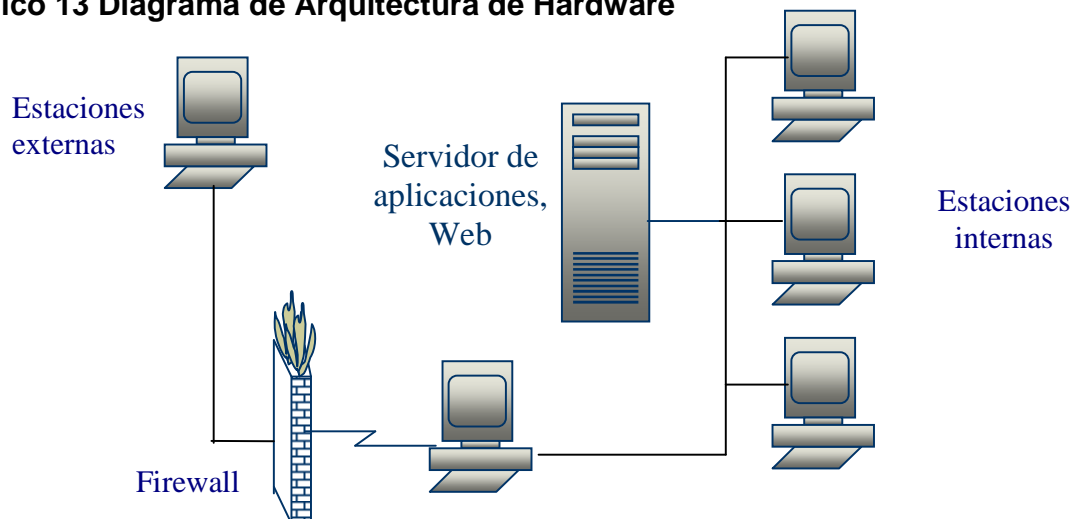 ico 13 Diagrama de Arquitectura de Hardware
Estaciones
externas
Servidor de
aplicaciones,
Web
Estaciones
internas
Firewall